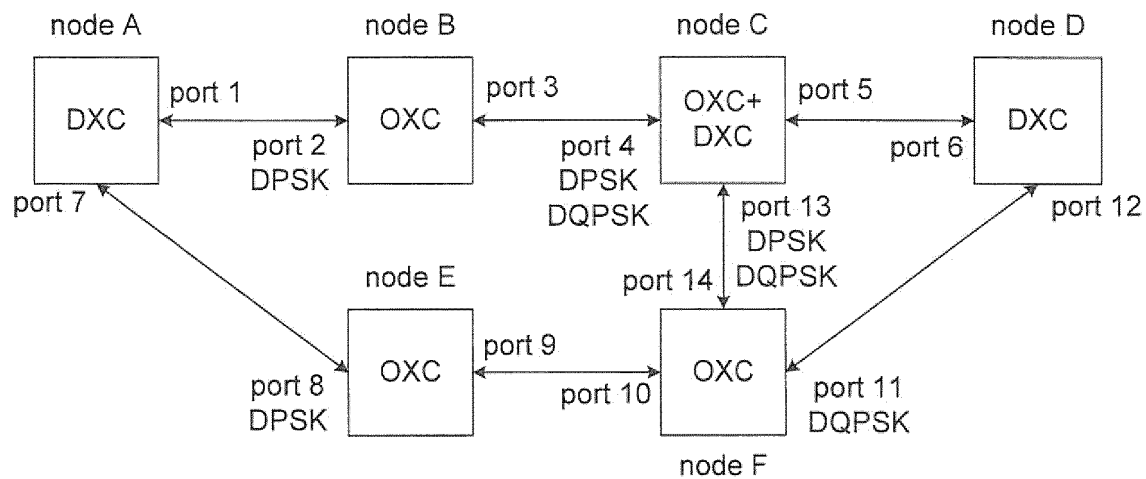 node A
node B
node C
node D
DXC
port 1
OXC
port 3
OXC+
DXC
port 5
DXC
port 2
DPSK
port 4
DPSK
DQPSK
port 6
port 7
port 13
DPSK
DQPSK
port 12
node E
port 14
OXC
port 9
OXC
port 8
DPSK
port 10
port 11
DQPSK
node F